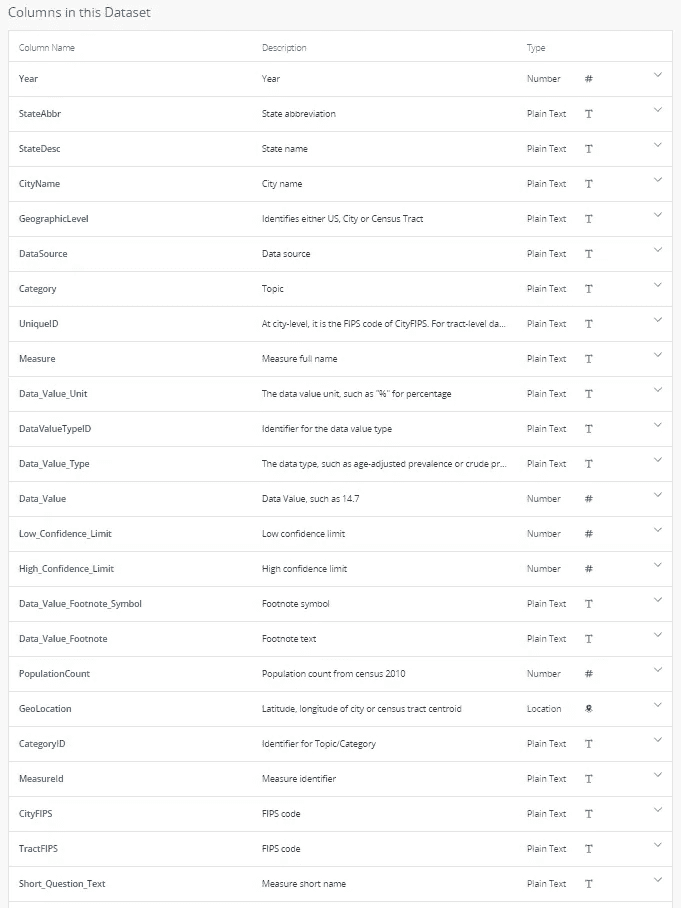 Columns in this Dataset
Column Name Description Type
Year Year Number #
StateAbbr State abbreviation Plain Text T
StateDesc State name Plain Text T
CityName City name Plain Text T
GeographicLevel Identifies either US, City or Census Tract Plain Text T
DataSource Data source Plain Text T
Category Topic Plain Text T
UniqueID At city-level, it is the FIPS code of CityFIPS. For tract-level da... Plain Text T
Measure Measure full name Plain Text T
Data_Value_Unit The data value unit, such as "%" for percentage Plain Text T
DataValueTypeID Identifier for the data value type Plain Text T
Data_Value_Type The data type, such as age-adjusted prevalence or crude pr... Plain Text T
Data_Value Data Value, such as 14.7 Number #
Low_Confidence_Limit Low confidence limit Number #
High_Confidence_Limit High confidence limit Number #
Data_Value_Footnote_Symbol Footnote symbol Plain Text T
Data_Value_Footnote Footnote text Plain Text T
PopulationCount Population count from census 2010 Number #
GeoLocation Latitude, longitude of city or census tract centroid Location
CategoryID Identifier for Topic/Category Plain Text T
MeasureId Measure identifier Plain Text T
CityFIPS FIPS code Plain Text T
TractFIPS FIPS code Plain Text T
Short_Question_Text Measure short name Plain Text T